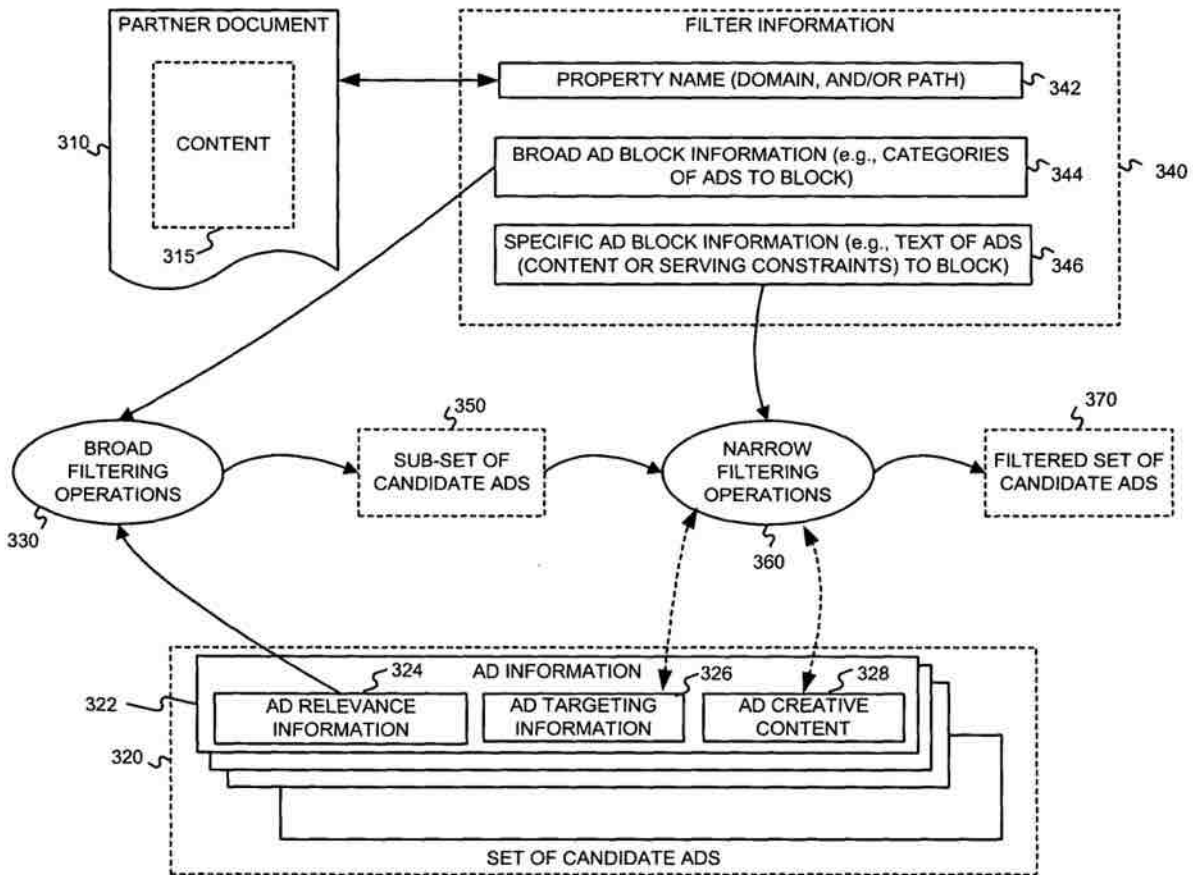 PARTNER DOCUMENT
CONTENT
310
315
FILTER INFORMATION
PROPERTY NAME (DOMAIN, AND/OR PATH)
342
BROAD AD BLOCK INFORMATION (e.g., CATEGORIES
OF ADS TO BLOCK)
344
340
SPECIFIC AD BLOCK INFORMATION (e.g., TEXT OF ADS
(CONTENT OR SERVING CONSTRAINTS) TO BLOCK)
346
BROAD
FILTERING
OPERATIONS
330
350
SUB-SET OF
CANDIDATE ADS
NARROW
FILTERING
OPERATIONS
360
370
FILTERED SET OF
CANDIDATE ADS
AD INFORMATION
322
324
AD RELEVANCE
INFORMATION
326
AD TARGETING
INFORMATION
328
AD CREATIVE
CONTENT
320
SET OF CANDIDATE ADS